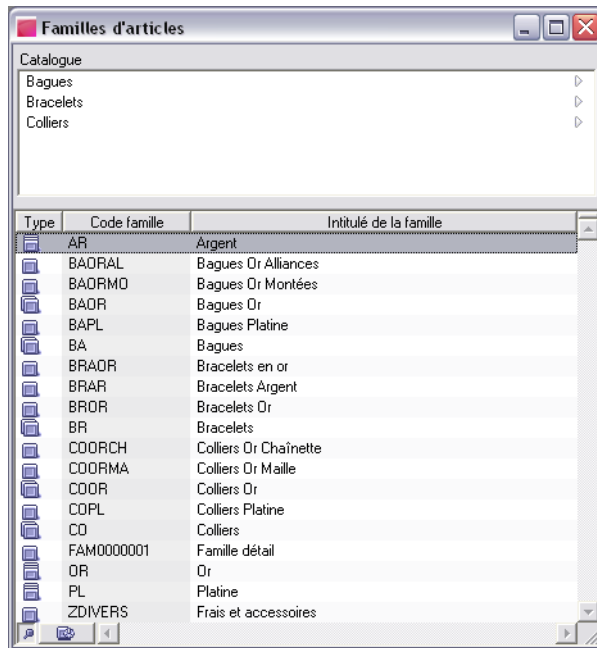 Familles d'articles
Catalogue
Bagues
Bracelets
Colliers
Type Code famille Intitulé de la famille
AR Argent
BAORAL Bagues Or Alliances
BAORMO Bagues Or Montées
BAOR Bagues Or
BAPL Bagues Platine
BA Bagues
BRAOR Bracelets en or
BRAR Bracelets Argent
BROR Bracelets Or
BR Bracelets
COORCH Colliers Or Chaînette
COORMA Colliers Or Maille
COOR Colliers Or
COPL Colliers Platine
CO Colliers
FAM0000001 Famille détail
OR Or
PL Platine
ZDIVERS Frais et accessoires